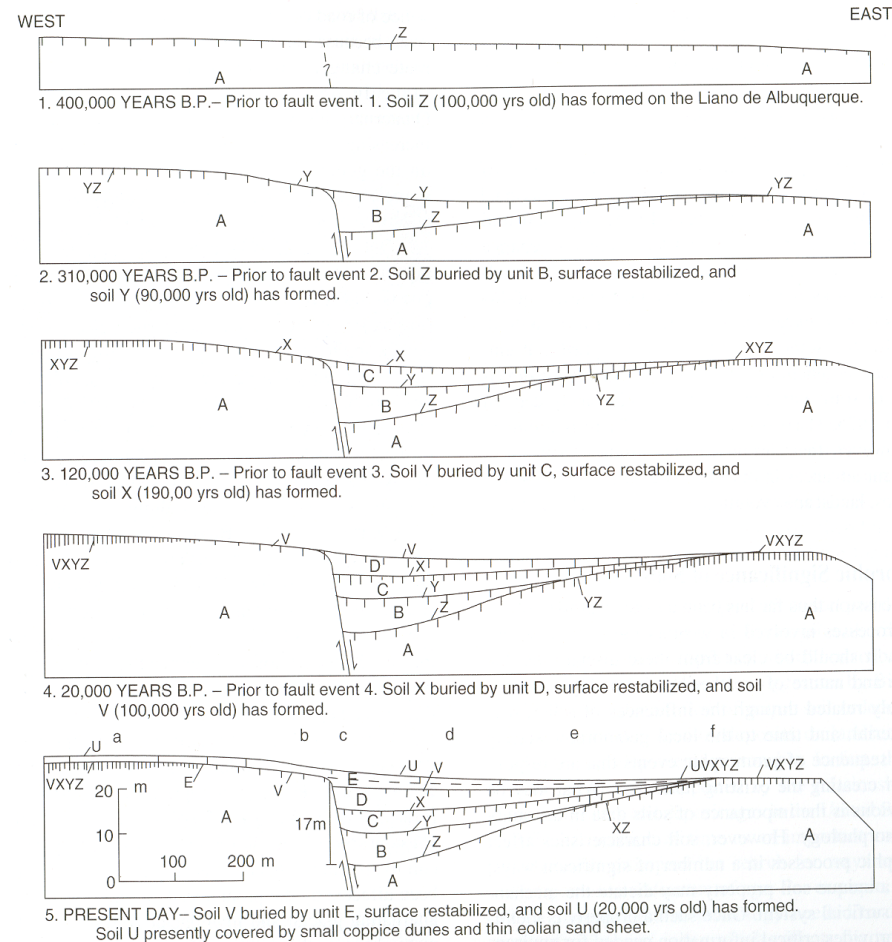 WEST
EAST
Z
?
A
A
1. 400,000 YEARS B.P.– Prior to fault event. 1. Soil Z (100,000 yrs old) has formed on the Liano de Albuquerque.
YZ
Y
Y
YZ
A
B
Z
A
A
2. 310,000 YEARS B.P. – Prior to fault event 2. Soil Z buried by unit B, surface restabilized, and
soil Y (90,000 yrs old) has formed.
XYZ
X
X
XYZ
C
Y
A
B
Z
YZ
A
A
3. 120,000 YEARS B.P. – Prior to fault event 3. Soil Y buried by unit C, surface restabilized, and
soil X (190,00 yrs old) has formed.
VXYZ
V
V
VXYZ
D
X
C
Y
A
B
Z
YZ
A
A
4. 20,000 YEARS B.P. – Prior to fault event 4. Soil X buried by unit D, surface restabilized, and soil
V (100,000 yrs old) has formed.
a
b
c
d
e
f
U
U
V
UVXYZ
VXYZ
VXYZ
20
m
E
V
E
D
X
A
17m
C
Y
XZ
A
10
B
Z
100
200 m
0
A
5. PRESENT DAY– Soil V buried by unit E, surface restabilized, and soil U (20,000 yrs old) has formed.
Soil U presently covered by small coppice dunes and thin eolian sand sheet.